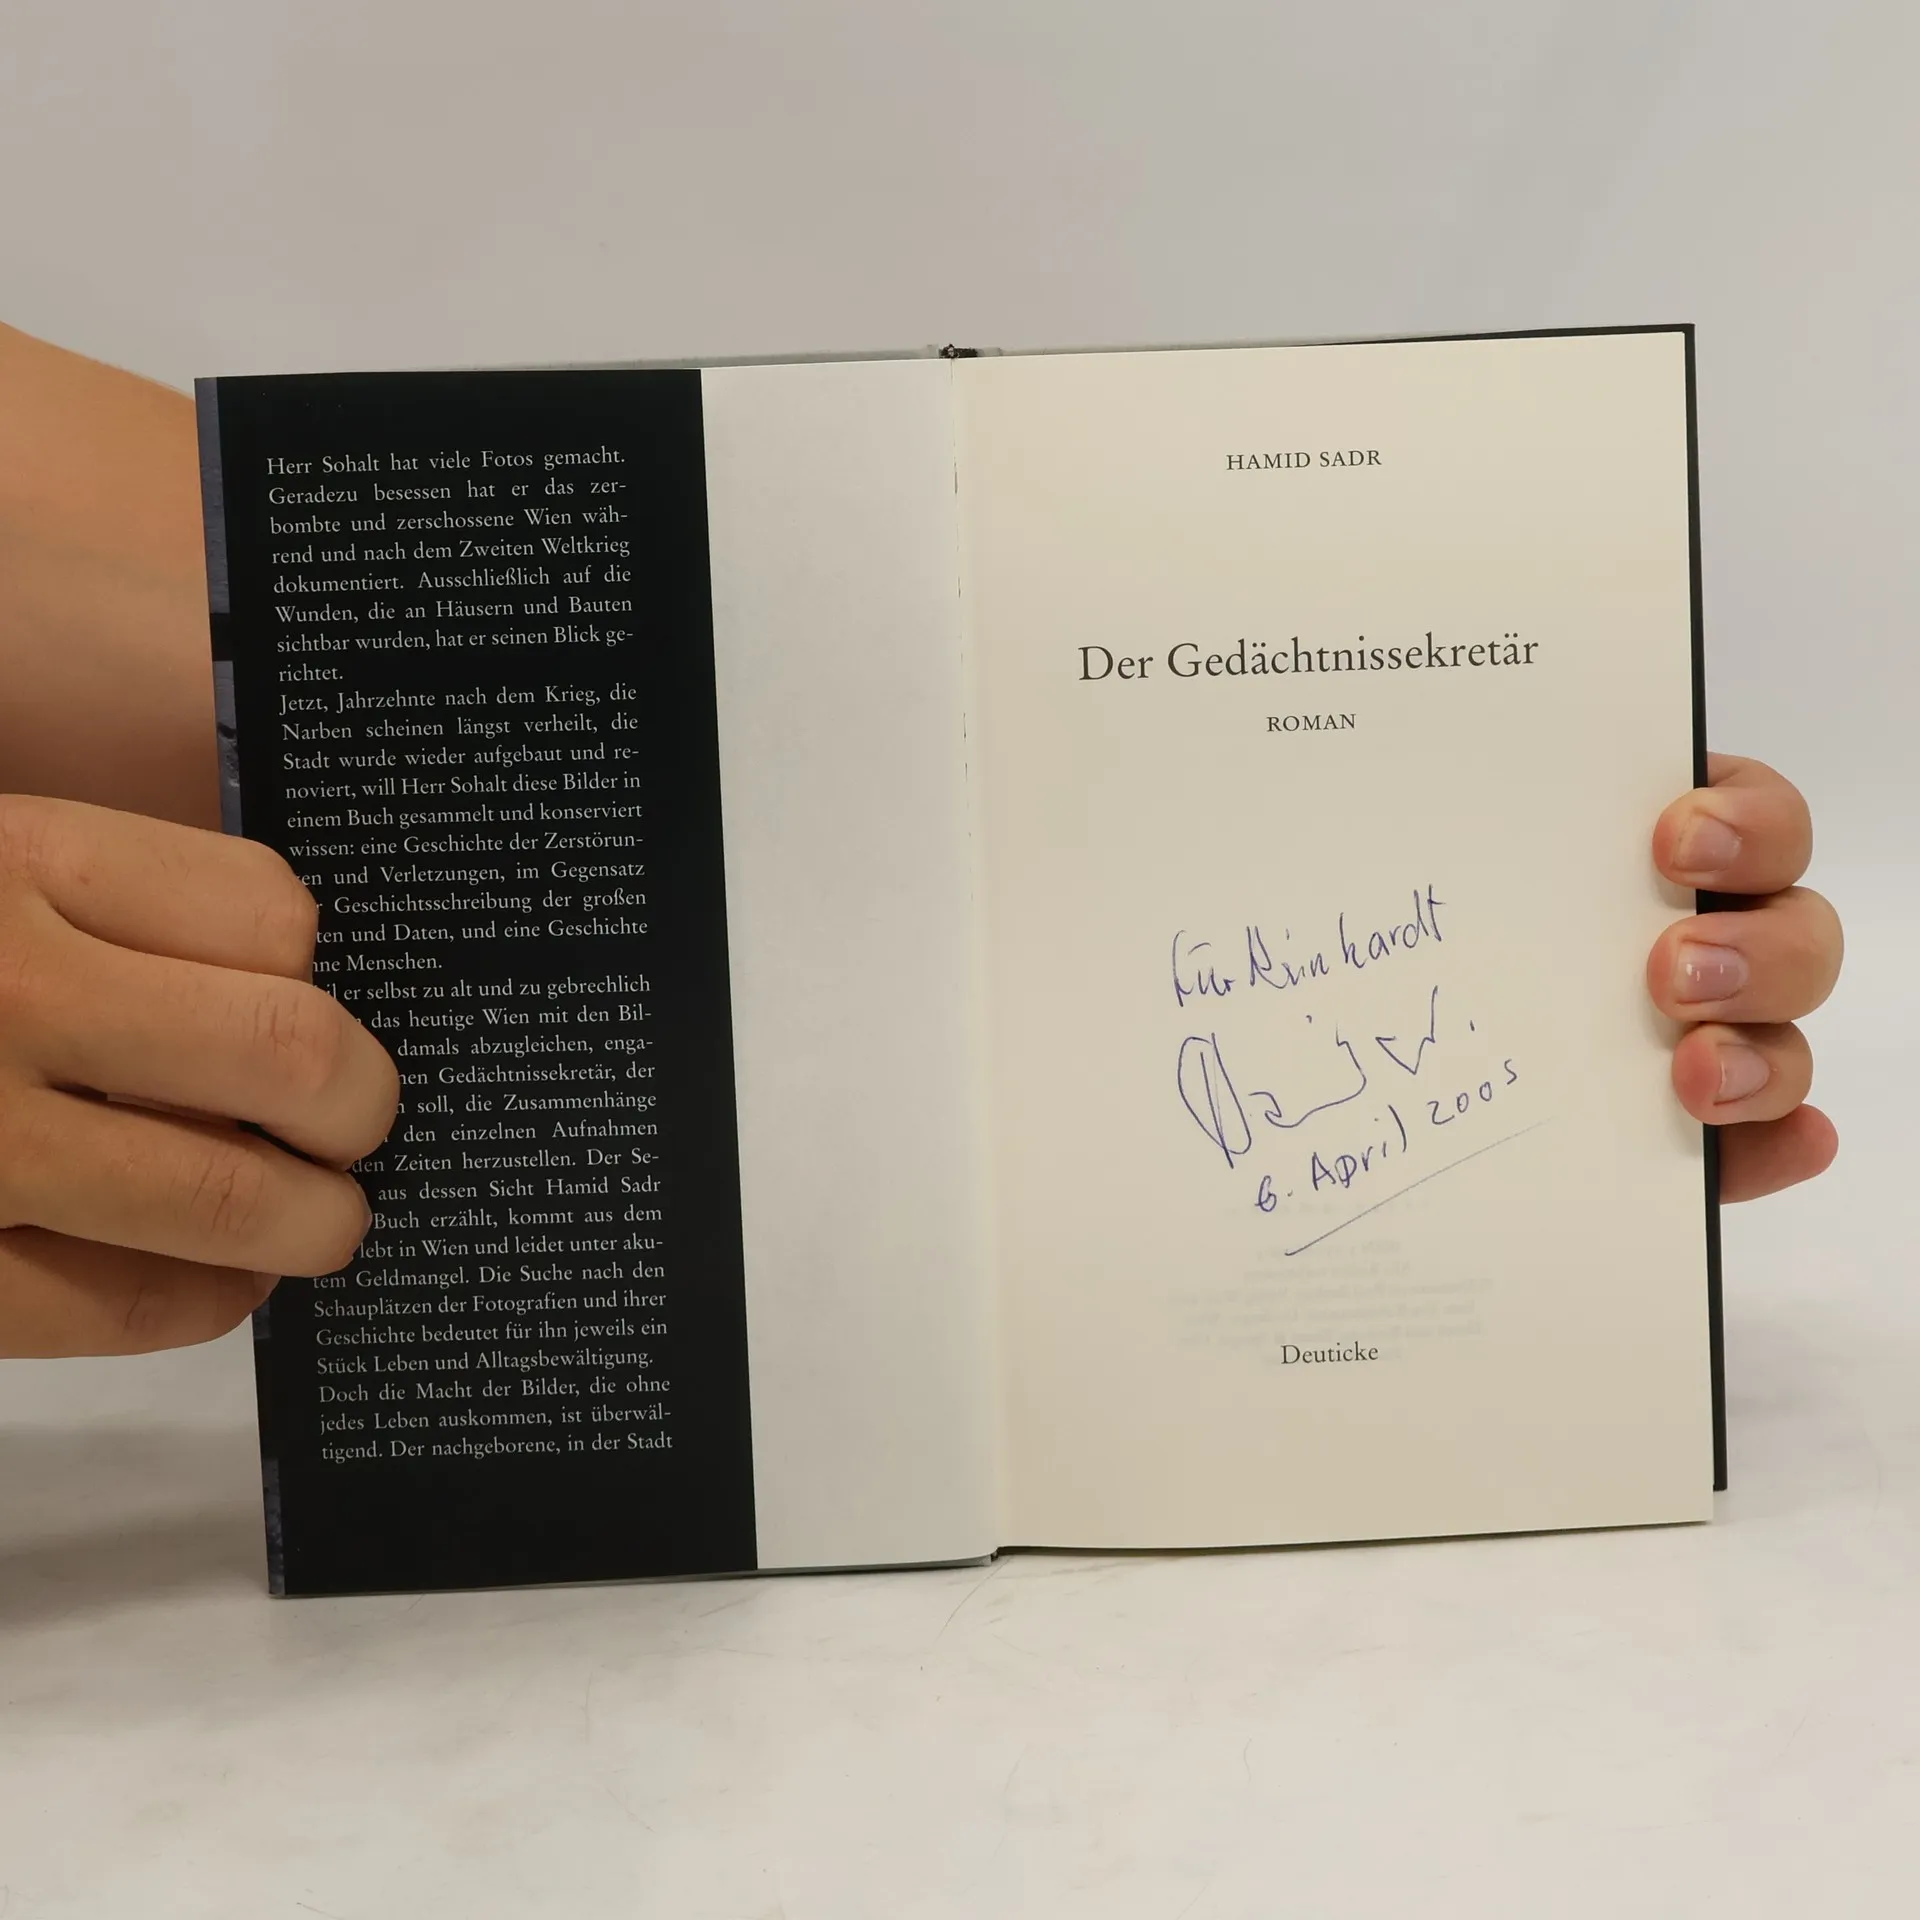 Herr Sohalt hat viele Fotos gemacht.
Geradezu besessen hat er das zer-
bombte und zerschossene Wien wäh-
rend und nach dem Zweiten Weltkrieg
dokumentiert. Ausschließlich auf die
Wunden, die an Häusern und Bauten
sichtbar wurden, hat er seinen Blick ge-
richtet.
Jetzt, Jahrzehnte nach dem Krieg, die
Narben scheinen längst verheilt, die
Stadt wurde wieder aufgebaut und re-
noviert, will Herr Sohalt diese Bilder in
einem Buch gesammelt und konserviert
wissen: eine Geschichte der Zerstörun-
en und Verletzungen, im Gegensatz
Geschichtsschreibung der großen
ten und Daten, und eine Geschichte
ne Menschen.
er selbst zu alt und zu gebrechlich
das heutige Wien mit den Bil-
damals abzugleichen, enga-
en Gedächtnissekretär, der
soll, die Zusammenhänge
den einzelnen Aufnahmen
den Zeiten herzustellen. Der Se-
aus dessen Sicht Hamid Sadr
Buch erzählt, kommt aus dem
lebt in Wien und leidet unter aku-
tem Geldmangel. Die Suche nach den
Schauplätzen der Fotografien und ihrer
Geschichte bedeutet für ihn jeweils ein
Stück Leben und Alltagsbewältigung.
Doch die Macht der Bilder, die ohne
jedes Leben auskommen, ist überwäl-
tigend. Der nachgeborene, in der Stadt
HAMID SADR
Der Gedächtnissekretär
ROMAN
Für Reinhardt
6. April 2005
Deuticke